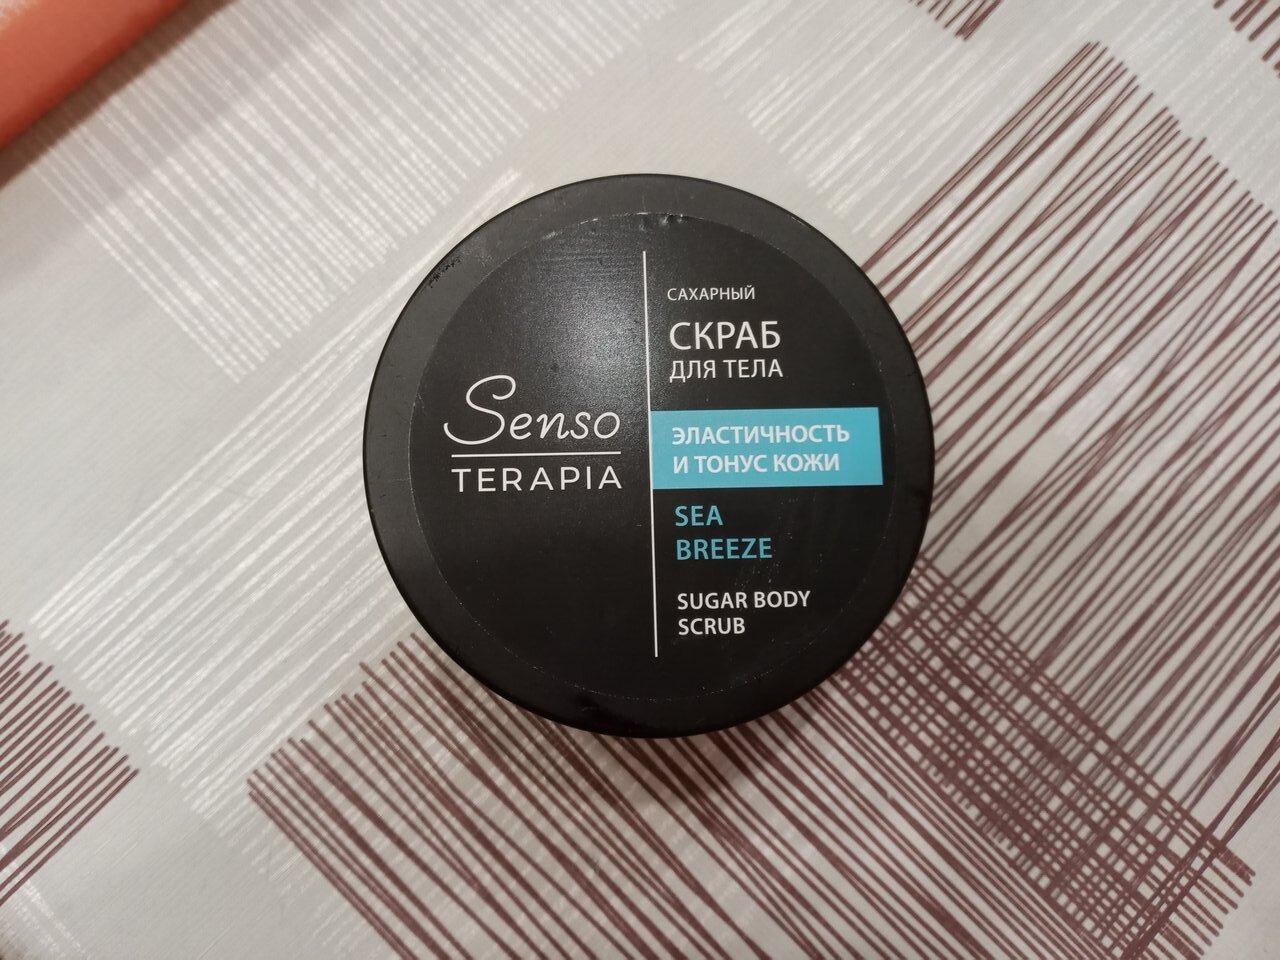 Senso
TERAPIA
САХАРНЫЙ
СКРАБ
ДЛЯ ТЕЛА
ЭЛАСТИЧНОСТЬ
И ТОНУС КОЖИ
SEA
BREEZE
SUGAR BODY
SCRUB